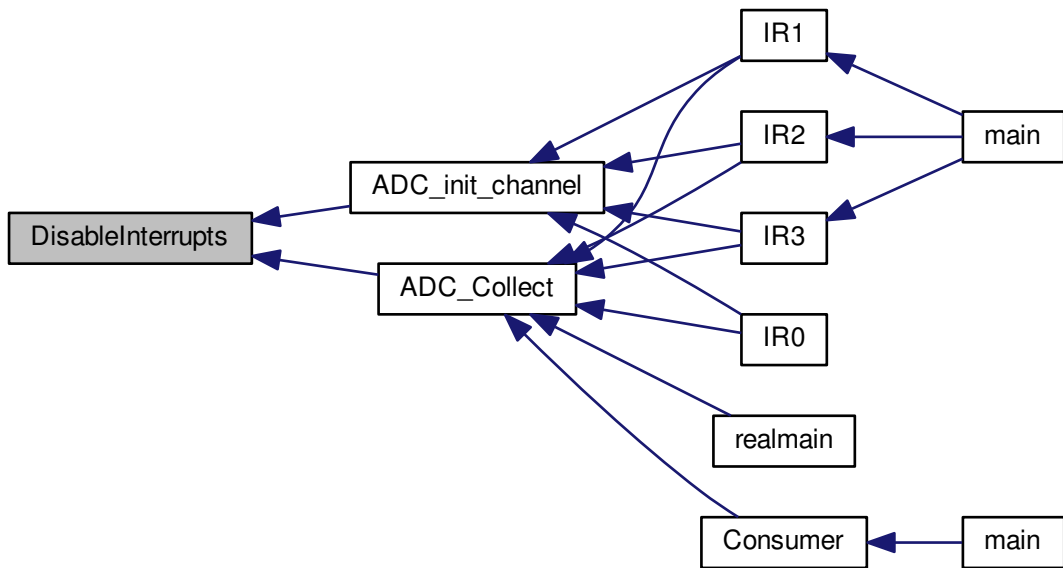 IR1
IR2
main
ADC_init_channel
DisableInterrupts
IR3
ADC_Collect
IR0
realmain
Consumer
main